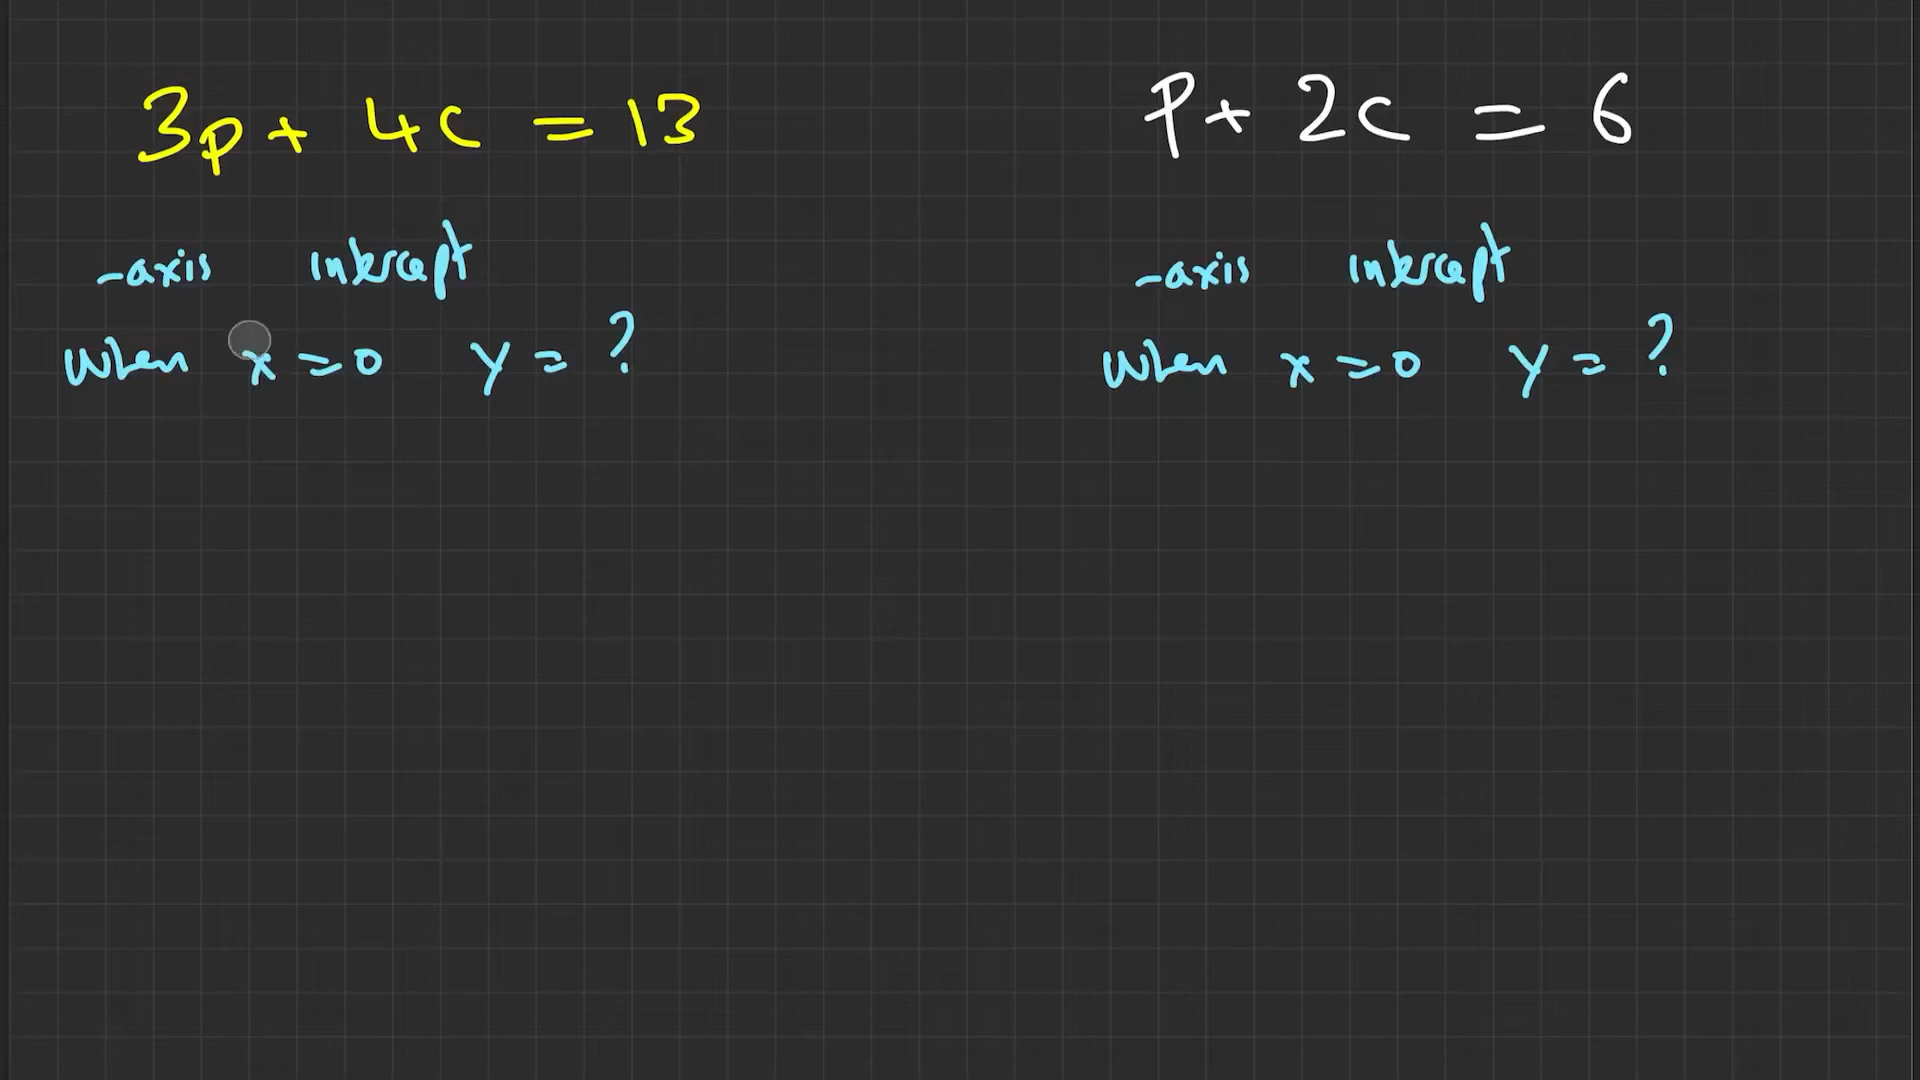 3p + 4c = 13
-axis intercept
when x = 0 y = ?
p + 2c = 6
-axis intercept
when x = 0 y = ?